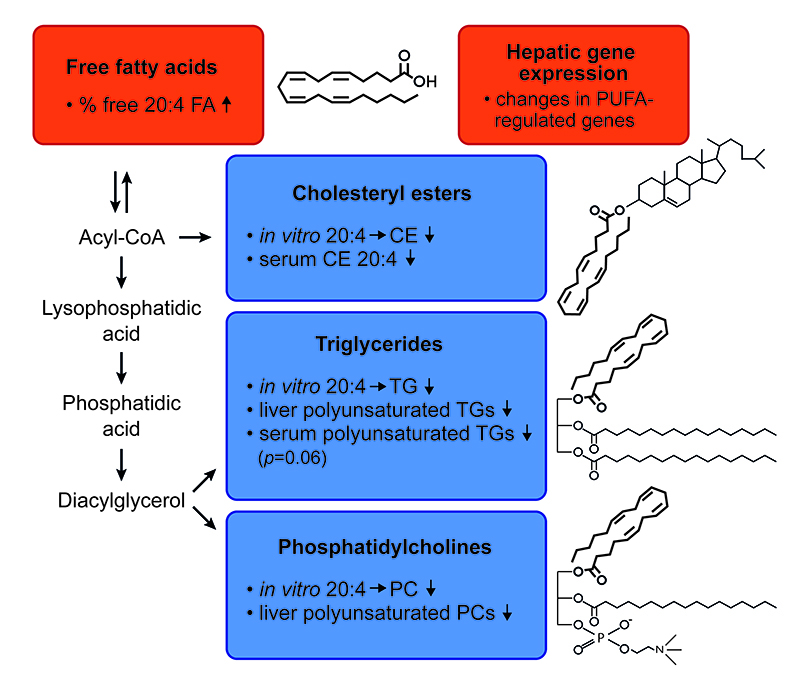 Free fatty acids
• % free 20:4 FA ↑
O
OH
Hepatic gene
expression
• changes in PUFA-
regulated genes
Cholesteryl esters
• in vitro 20:4 → CE ↓
• serum CE 20:4 ↓
O
O
Acyl-CoA
Lysophosphatidic
acid
Phosphatidic
acid
Diacylglycerol
Triglycerides
• in vitro 20:4 → TG ↓
• liver polyunsaturated TGs ↓
• serum polyunsaturated TGs ↓
(p=0.06)
O
O
O
O
O
O
Phosphatidylcholines
• in vitro 20:4 → PC ↓
• liver polyunsaturated PCs ↓
O
O
O
O
O
O-
P
O
O
N